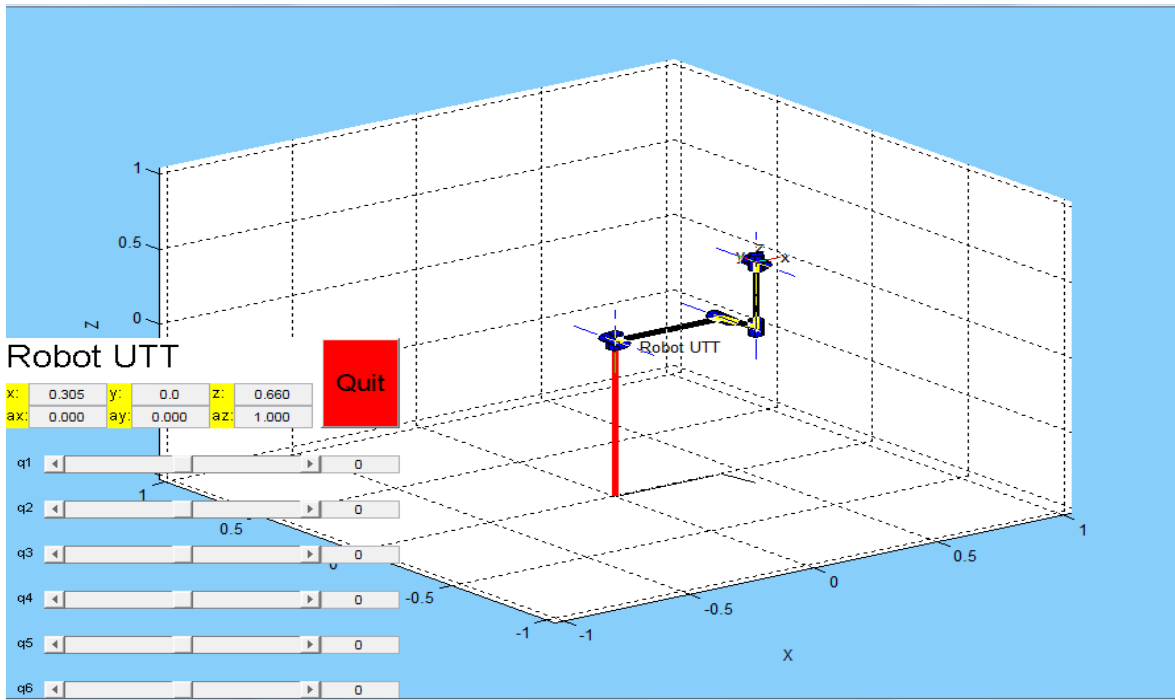 1
0.5
0
Z
Robot UTT
Quit
x: 0.305 y: 0.0 z: 0.660
ax: 0.000 ay: 0.000 az: 1.000
q1 0
q2 0
q3 0
q4 0
q5 0
q6 0
1
0.5
0
-0.5
-1
-1
-0.5
0
0.5
1
X
Y Z X
Robot UTT